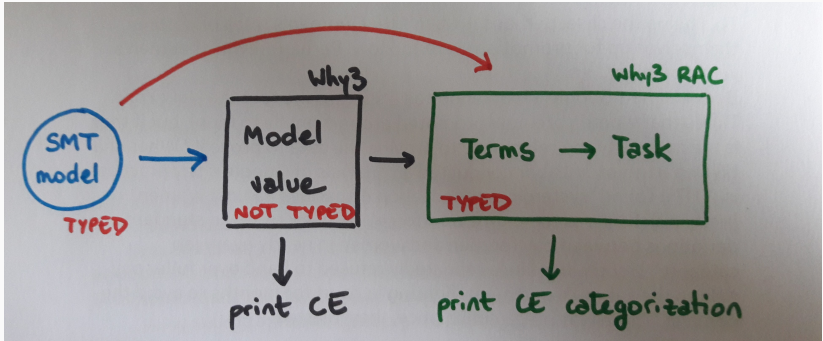 Why3
Why3 RAC
SMT
model
TYPED
Model
value
NOT TYPED
Terms → Task
TYPED
print CE
print CE categorization